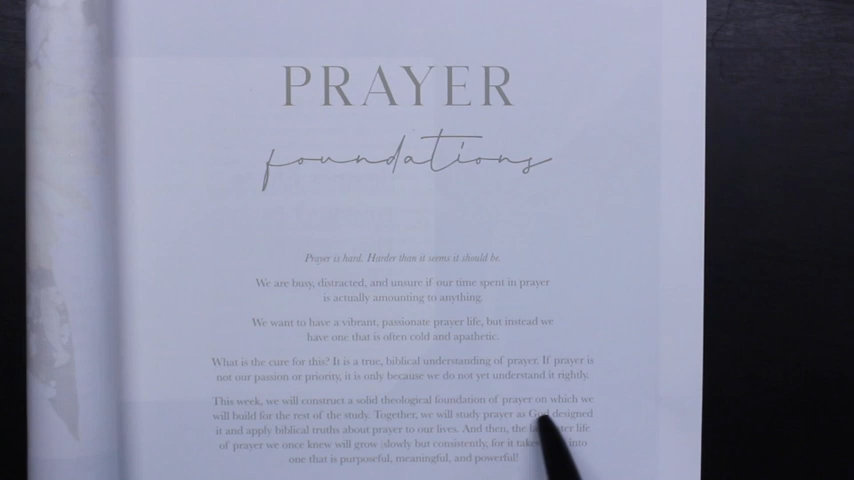 PRAYER
foundations
Prayer is hard. Harder than it seems it should be.
We are busy, distracted, and unsure if our time spent in prayer
is actually amounting to anything.
We want to have a vibrant, passionate prayer life, but instead we
have one that is often cold and apathetic.
What is the cure for this? It is a true, biblical understanding of prayer. If prayer is
not our passion or priority, it is only because we do not yet understand it rightly.
This week, we will construct a solid theological foundation of prayer on which we
will build for the rest of the study. Together, we will study prayer as God designed
it and apply biblical truths about prayer to our lives. And then, the life
of prayer we once knew will grow (slowly but consistently, for it takes into
one that is purposeful, meaningful, and powerful!